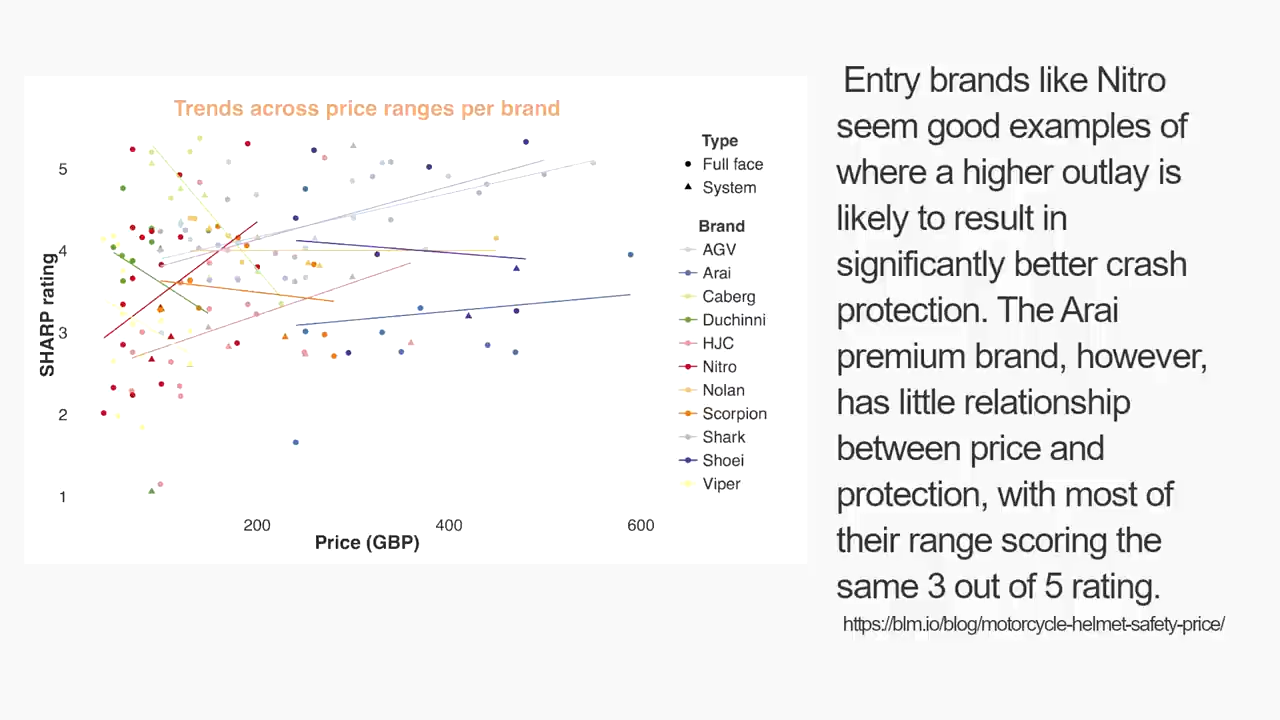 Trends across price ranges per brand
SHARP rating
5
4
3
2
1
200
400
600
Price (GBP)
Type
Full face
System
Brand
AGV
Arai
Caberg
Duchinni
HJC
Nitro
Nolan
Scorpion
Shark
Shoei
Viper
Entry brands like Nitro
seem good examples of
where a higher outlay is
likely to result in
significantly better crash
protection. The Arai
premium brand, however,
has little relationship
between price and
protection, with most of
their range scoring the
same 3 out of 5 rating.
https://blm.io/blog/motorcycle-helmet-safety-price/